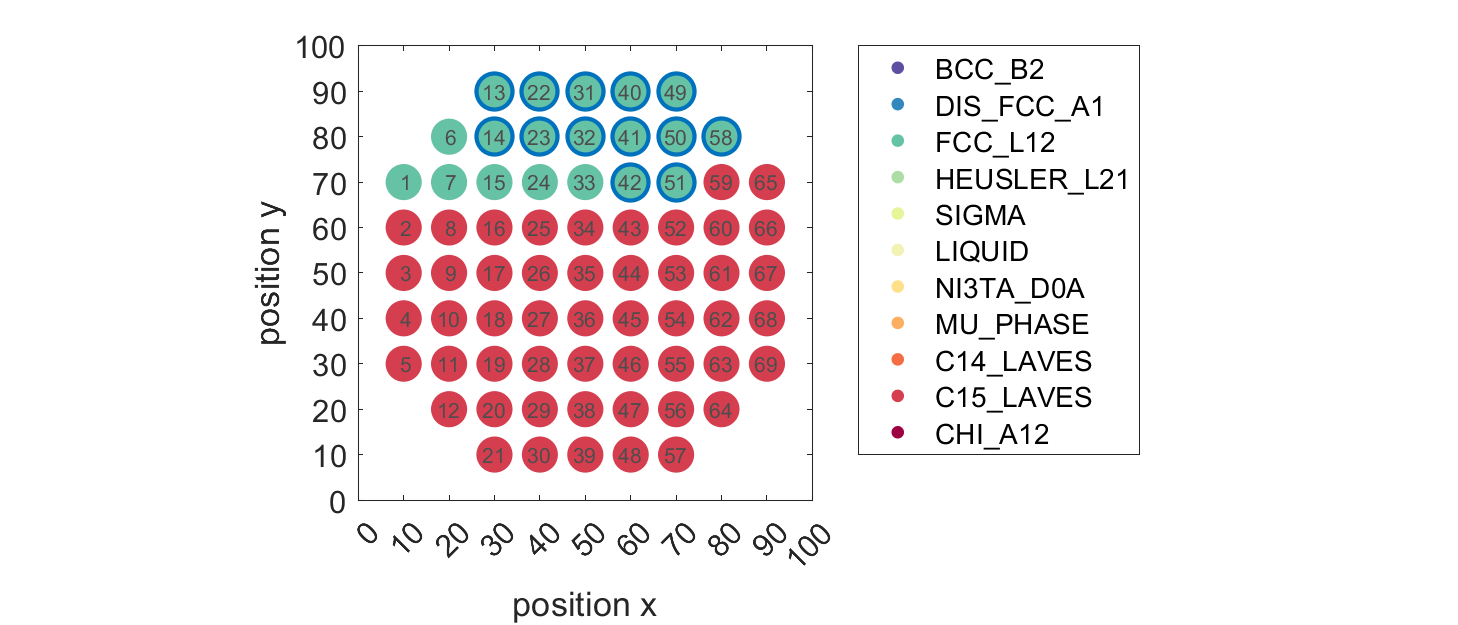 100
90
80
70
60
50
40
30
20
10
0
position y
13 22 31 40 49
6 14 23 32 41 50 58
1 7 15 24 33 42 51 59 65
2 8 16 25 34 43 52 60 66
3 9 17 26 35 44 53 61 67
4 10 18 27 36 45 54 62 68
5 11 19 28 37 46 55 63 69
12 20 29 38 47 56 64
21 30 39 48 57
0 10 20 30 40 50 60 70 80 90 100
position x
BCC_B2
DIS_FCC_A1
FCC_L12
HEUSLER_L21
SIGMA
LIQUID
NI3TA_D0A
MU_PHASE
C14_LAVES
C15_LAVES
CHI_A12